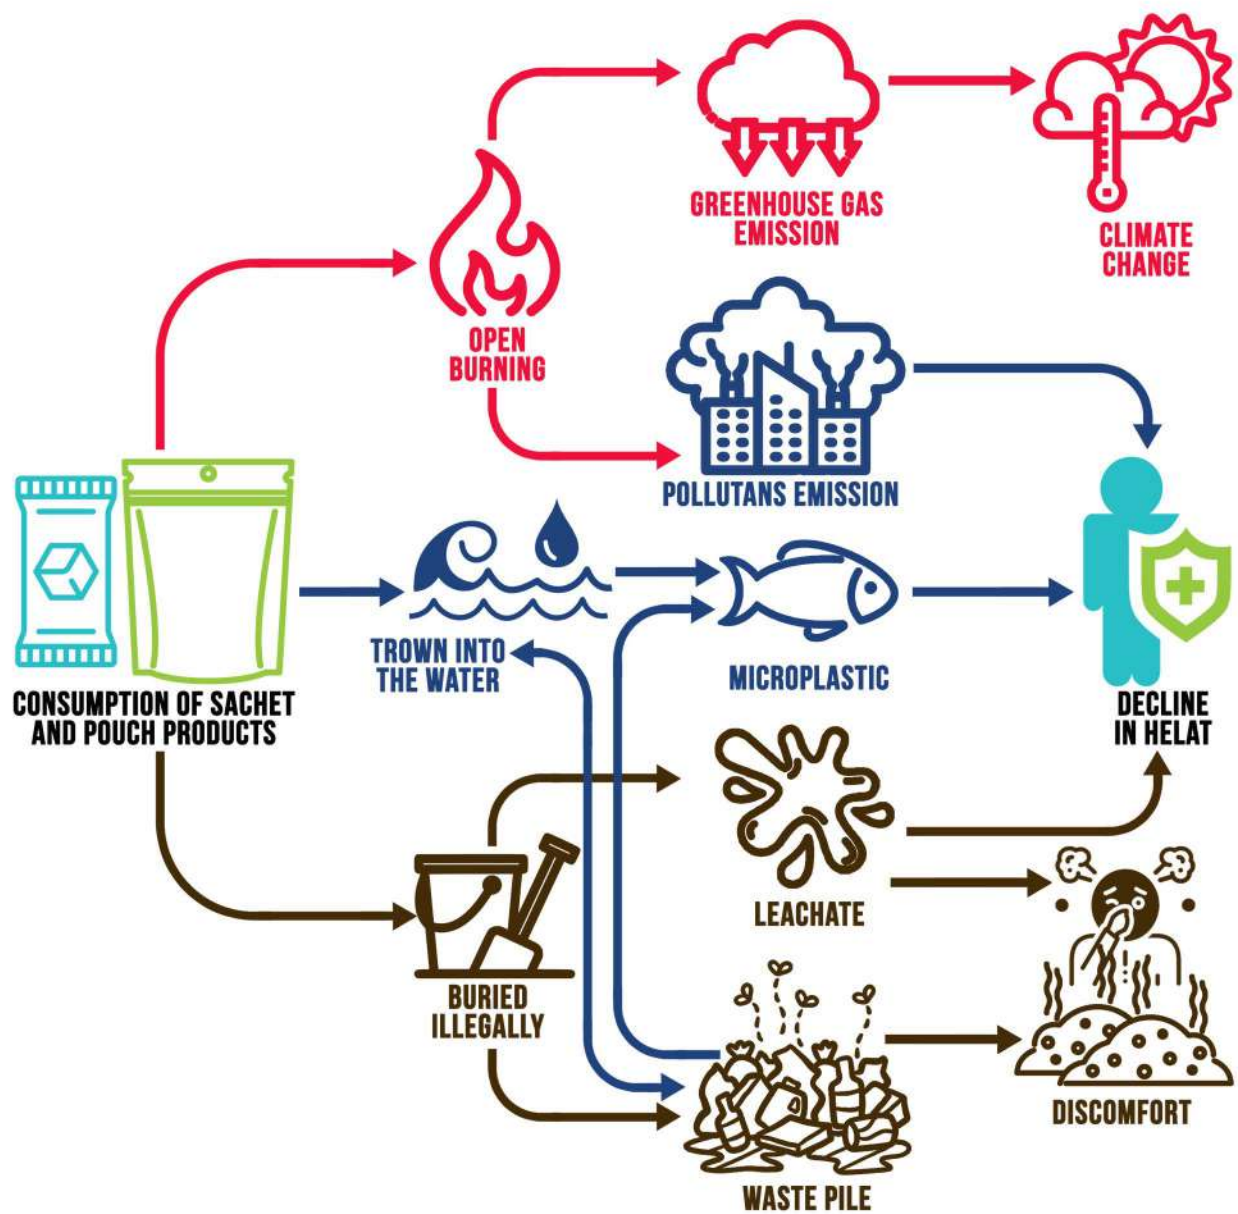 GREENHOUSE GAS
EMISSION
CLIMATE
CHANGE
OPEN
BURNING
POLLUTANS EMISSION
TROWN INTO
THE WATER
MICROPLASTIC
CONSUMPTION OF SACHET
AND POUCH PRODUCTS
DECLINE
IN HELAT
LEACHATE
BURIED
ILLEGALLY
DISCOMFORT
WASTE PILE